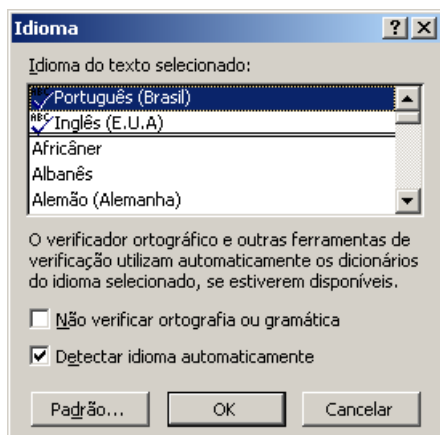 Idioma
Idioma do texto selecionado:
ABC Português (Brasil)
ABC Inglês (E.U.A)
Africâner
Albanês
Alemão (Alemanha)
O verificador ortográfico e outras ferramentas de
verificação utilizam automaticamente os dicionários
do idioma selecionado, se estiverem disponíveis.
Não verificar ortografia ou gramática
Detectar idioma automaticamente
Padrão...
OK
Cancelar